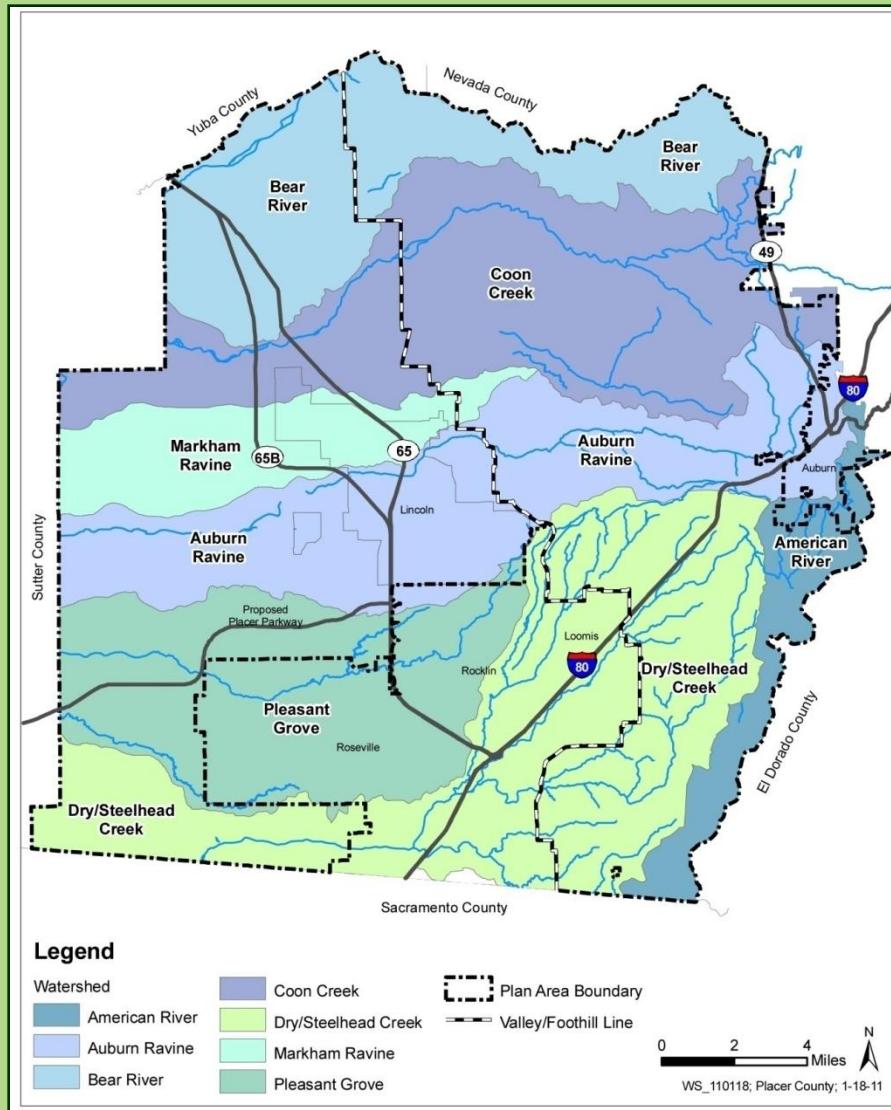 Yuba County
Nevada County
Bear
River
Bear
River
49
Coon
Creek
80
Markham
Ravine
65B
65
Auburn
Ravine
Auburn
Lincoln
Auburn
Ravine
American
River
Sutter County
Proposed
Placer Parkway
Loomis
Rocklin
80
Dry/Steelhead
Creek
Pleasant
Grove
Roseville
El Dorado County
Dry/Steelhead
Creek
Sacramento County
Legend
Watershed
American River
Auburn Ravine
Bear River
Coon Creek
Dry/Steelhead Creek
Markham Ravine
Pleasant Grove
Plan Area Boundary
Valley/Foothill Line
0 2 4
Miles
N
WS_110118; Placer County; 1-18-11